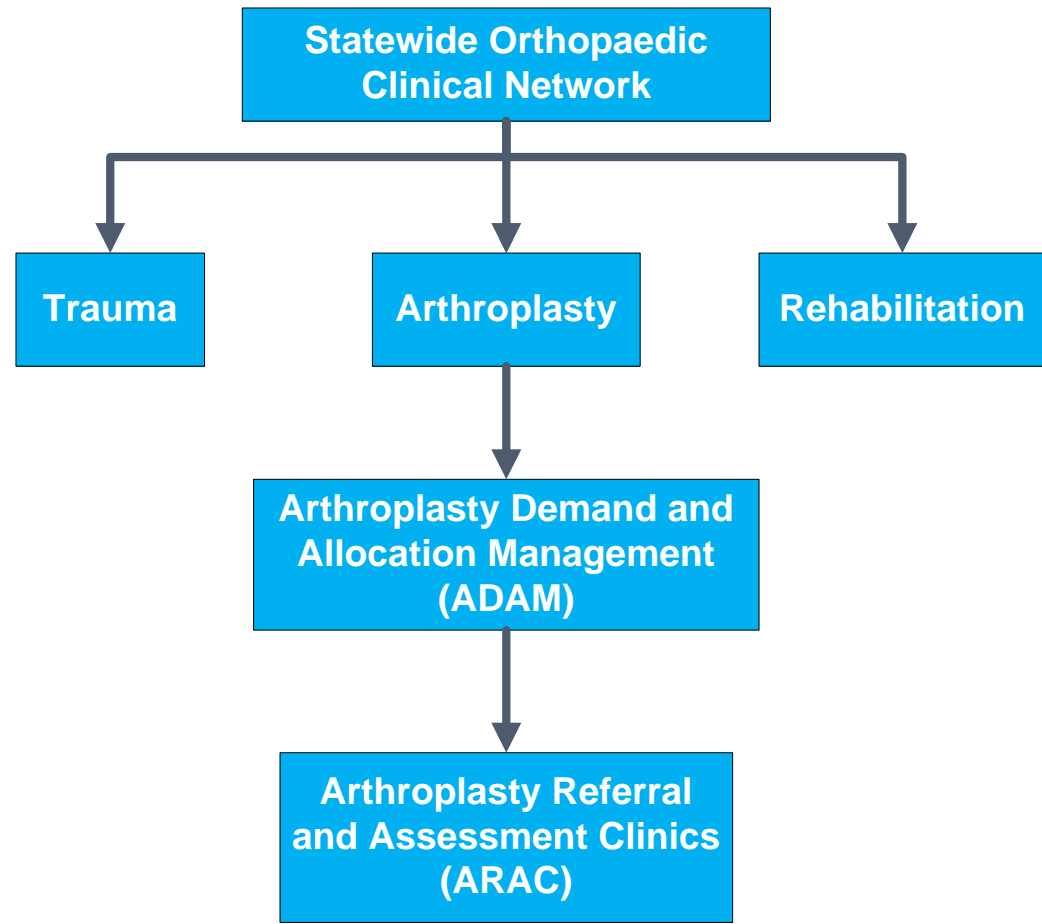 Statewide Orthopaedic
Clinical Network
Trauma
Arthroplasty
Rehabilitation
Arthroplasty Demand and
Allocation Management
(ADAM)
Arthroplasty Referral
and Assessment Clinics
(ARAC)